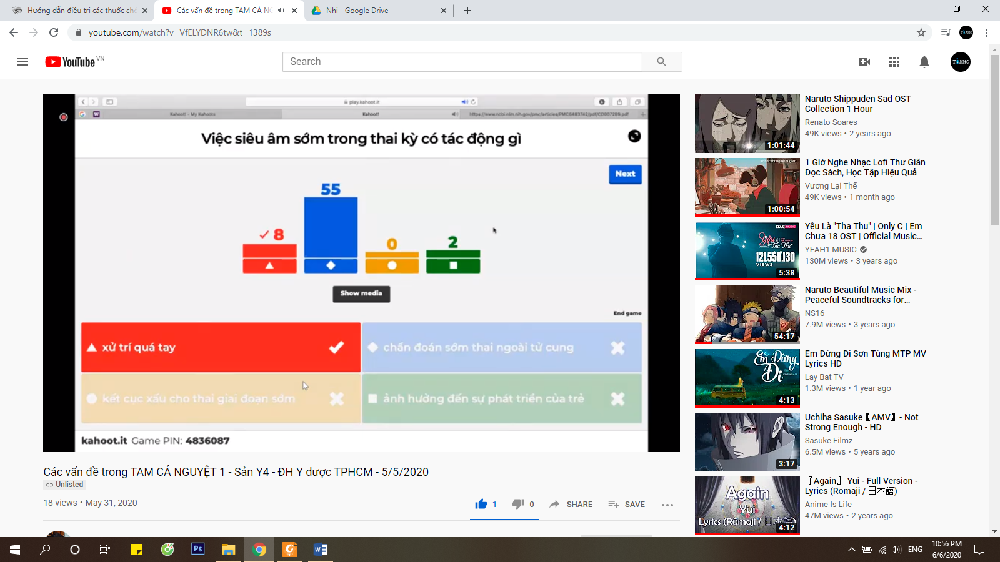 Hướng dẫn điều trị các thuốc ch
Các vấn đề trong TAM CÁ NG
Nhi - Google Drive
youtube.com/watch?v=VfELYDNR6tw&t=1389s
TIAMO
YouTube VN
Search
TIAMO
play.kahoot.it
Kahoot! - My Kahoots
Kahoot!
https://www.ncbi.nlm.nih.gov/pmc/articles/PMC6483742/pdf/CD007289.pdf
Việc siêu âm sớm trong thai kỳ có tác động gì
Next
8
55
0
2
Show media
End game
xử trí quá tay
chẩn đoán sớm thai ngoài tử cung
kết cục xấu cho thai giai đoạn sớm
ảnh hưởng đến sự phát triển của trẻ
kahoot.it Game PIN: 4836087
Các vấn đề trong TAM CÁ NGUYỆT 1 - Sản Y4 - ĐH Y dược TPHCM - 5/5/2020
Unlisted
18 views • May 31, 2020
1
0
SHARE
SAVE
1:01:44
Naruto Shippuden Sad OST
Collection 1 Hour
Renato Soares
49K views • 2 years ago
1:00:54
1 Giờ Nghe Nhạc Lofi Thư Giãn
Đọc Sách, Học Tập Hiệu Quả
Vương Lại Thế
49K views • 1 month ago
YEAH1 MUSIC
Yêu Là
"Tha Thu"
121.558.130
VIEWS
5:38
Yêu Là "Tha Thu" | Only C | Em
Chưa 18 OST | Official Music...
YEAH1 MUSIC
130M views • 3 years ago
54:17
Naruto Beautiful Music Mix -
Peaceful Soundtracks for...
NS16
7.9M views • 3 years ago
Em Đừng
Đi
4:13
Em Đừng Đi Sơn Tùng MTP MV
Lyrics HD
Lay Bat TV
1.3M views • 1 year ago
3:17
Uchiha Sasuke【AMV】- Not
Strong Enough - HD
Sasuke Filmz
6.5M views • 5 years ago
Again
Yui
Lyrics (Rōmaji / 日本語)
4:12
『Again』 Yui - Full Version -
Lyrics (Rōmaji / 日本語)
Anime Is Life
47M views • 2 years ago
Ps
PDF
ENG
10:56 PM
6/6/2020